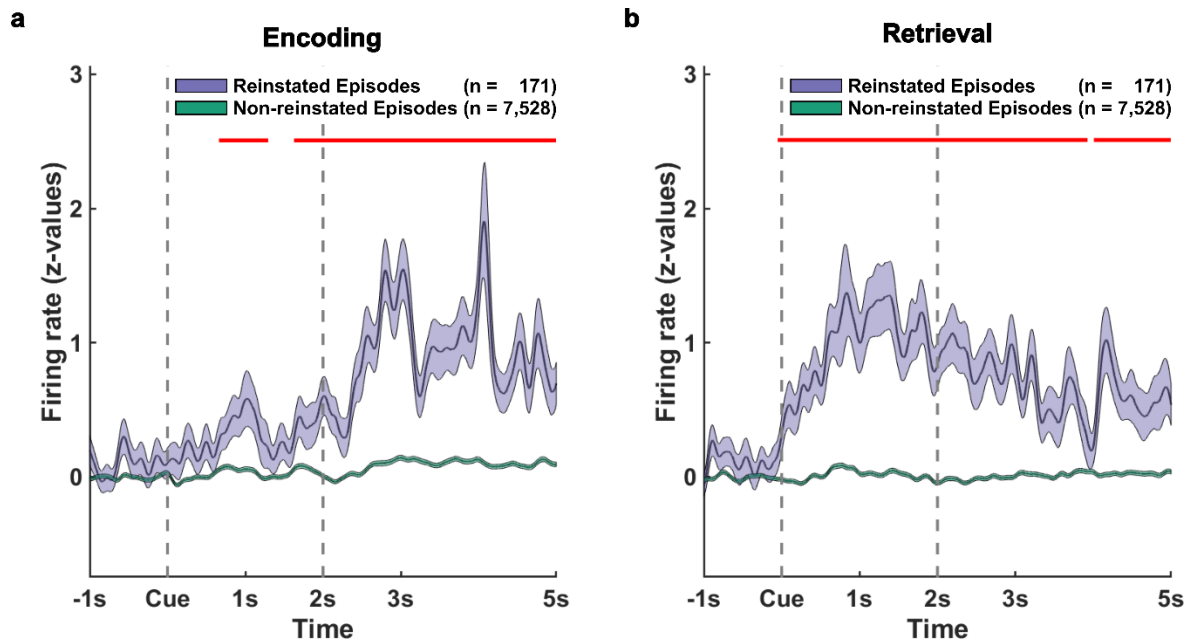 a
Encoding
Reinstated Episodes (n = 171)
Non-reinstated Episodes (n = 7,528)
3
2
1
0
Firing rate (z-values)
-1s Cue 1s 2s 3s 5s
Time
b
Retrieval
Reinstated Episodes (n = 171)
Non-reinstated Episodes (n = 7,528)
3
2
1
0
Firing rate (z-values)
-1s Cue 1s 2s 3s 5s
Time